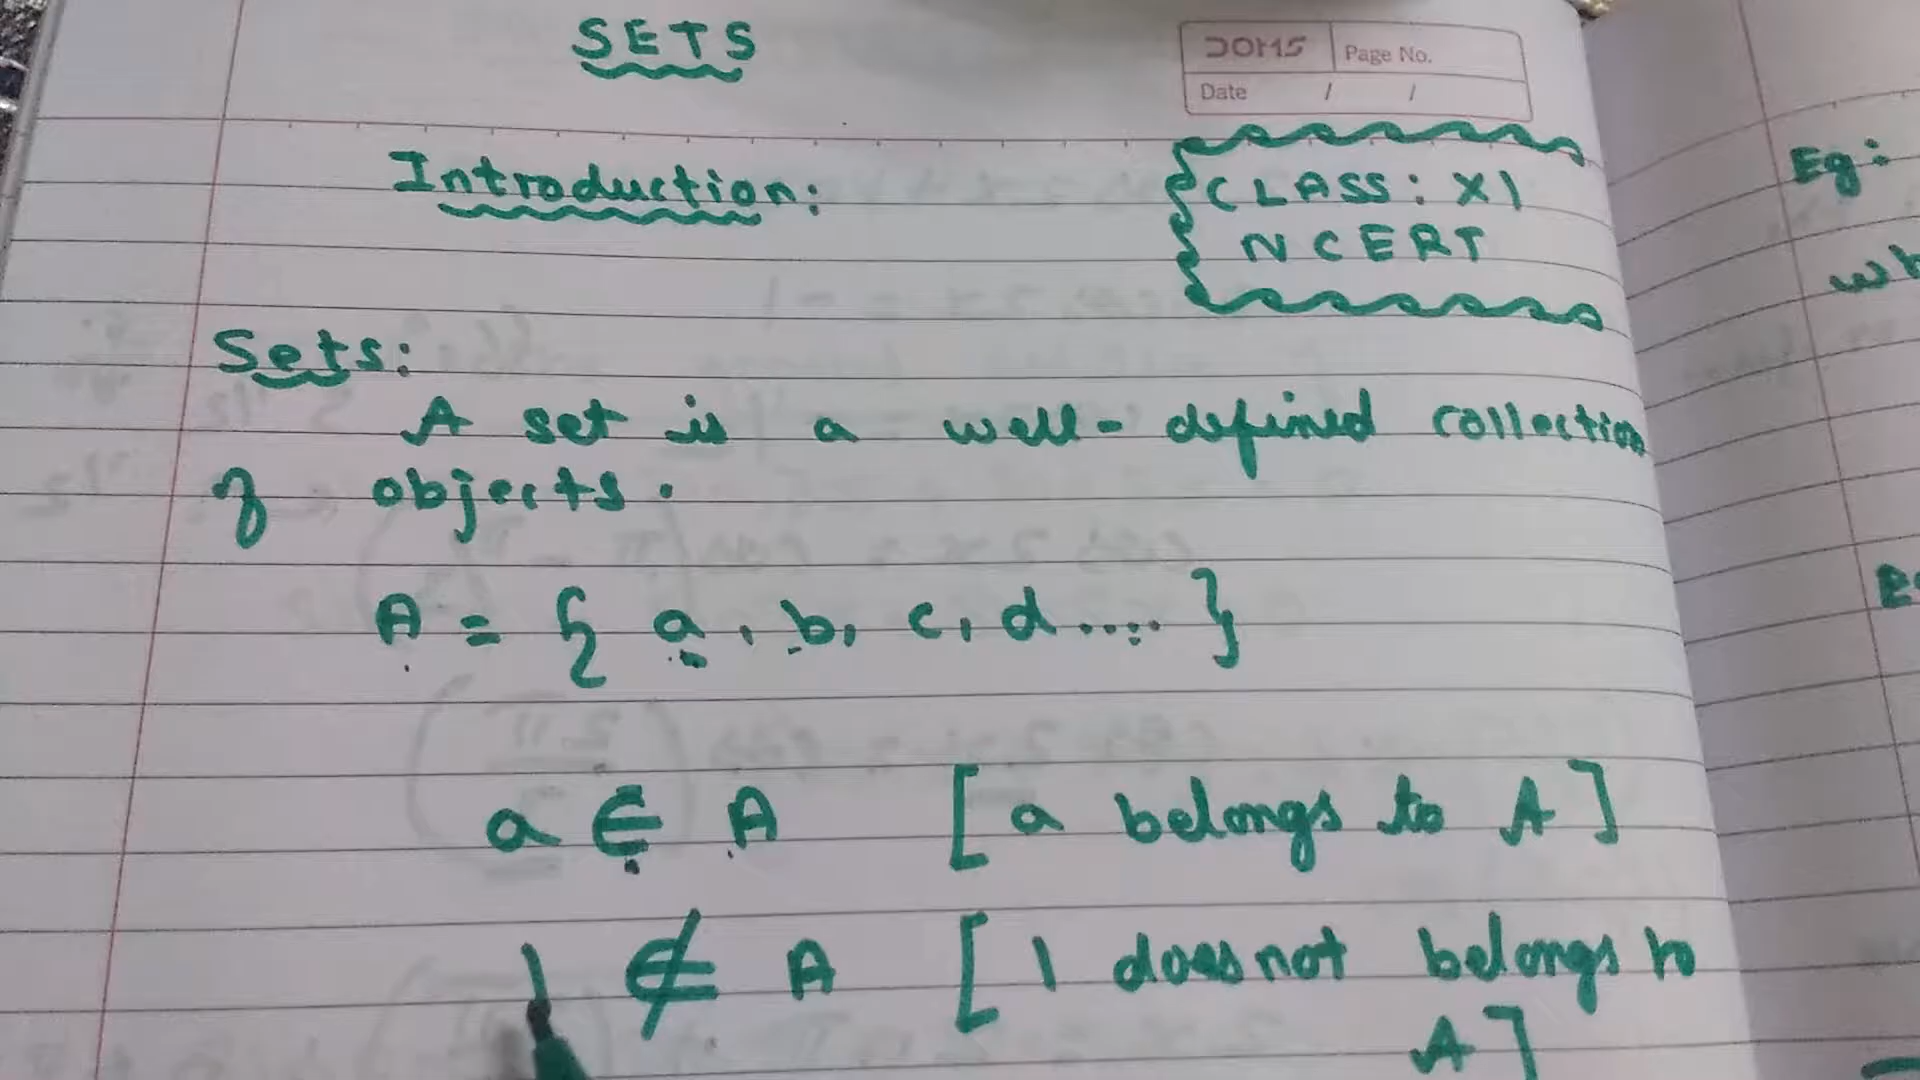 SETS
DOMS Page No.
Date / /
Introduction:
CLASS: XI
NCERT
Sets:
A set is a well-defined collection
of objects.
A = { a, b, c, d .... }
a ∈ A [a belongs to A]
1 ∉ A [1 does not belongs to
A]
Eg: